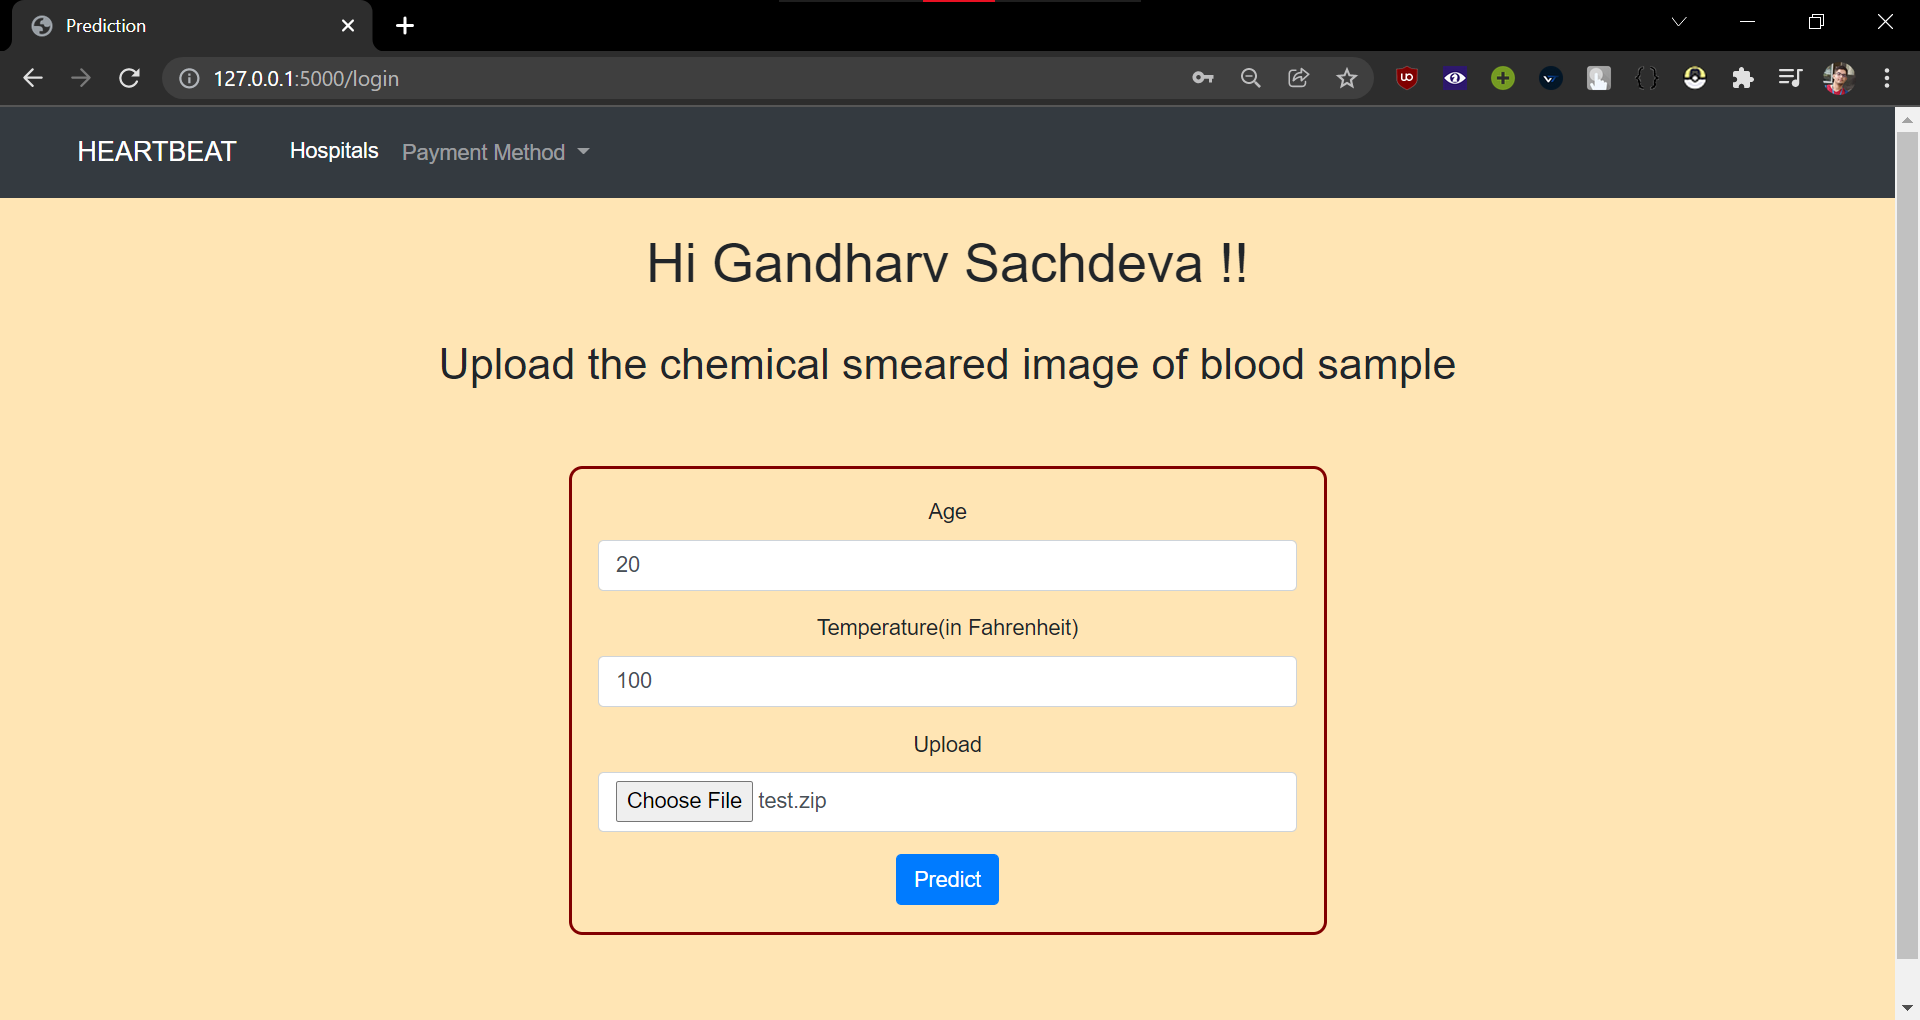 Prediction
127.0.0.1:5000/login
HEARTBEAT Hospitals Payment Method
Hi Gandharv Sachdeva !!
Upload the chemical smeared image of blood sample
Age
20
Temperature(in Fahrenheit)
100
Upload
Choose File test.zip
Predict